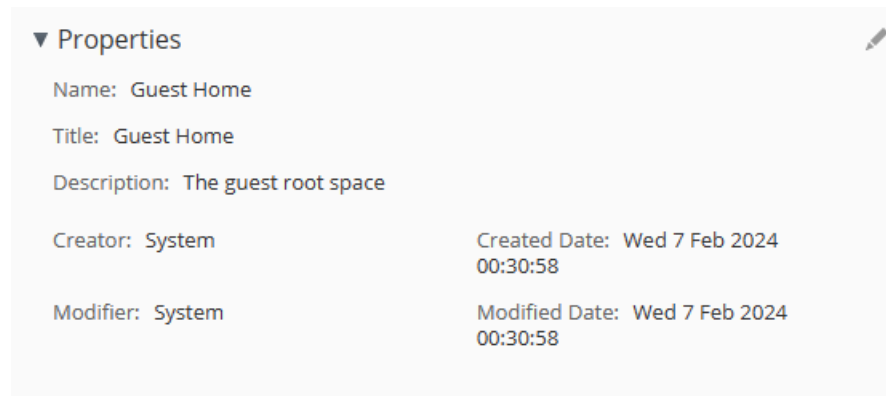 Properties
Name: Guest Home
Title: Guest Home
Description: The guest root space
Creator: System
Created Date: Wed 7 Feb 2024
00:30:58
Modifier: System
Modified Date: Wed 7 Feb 2024
00:30:58